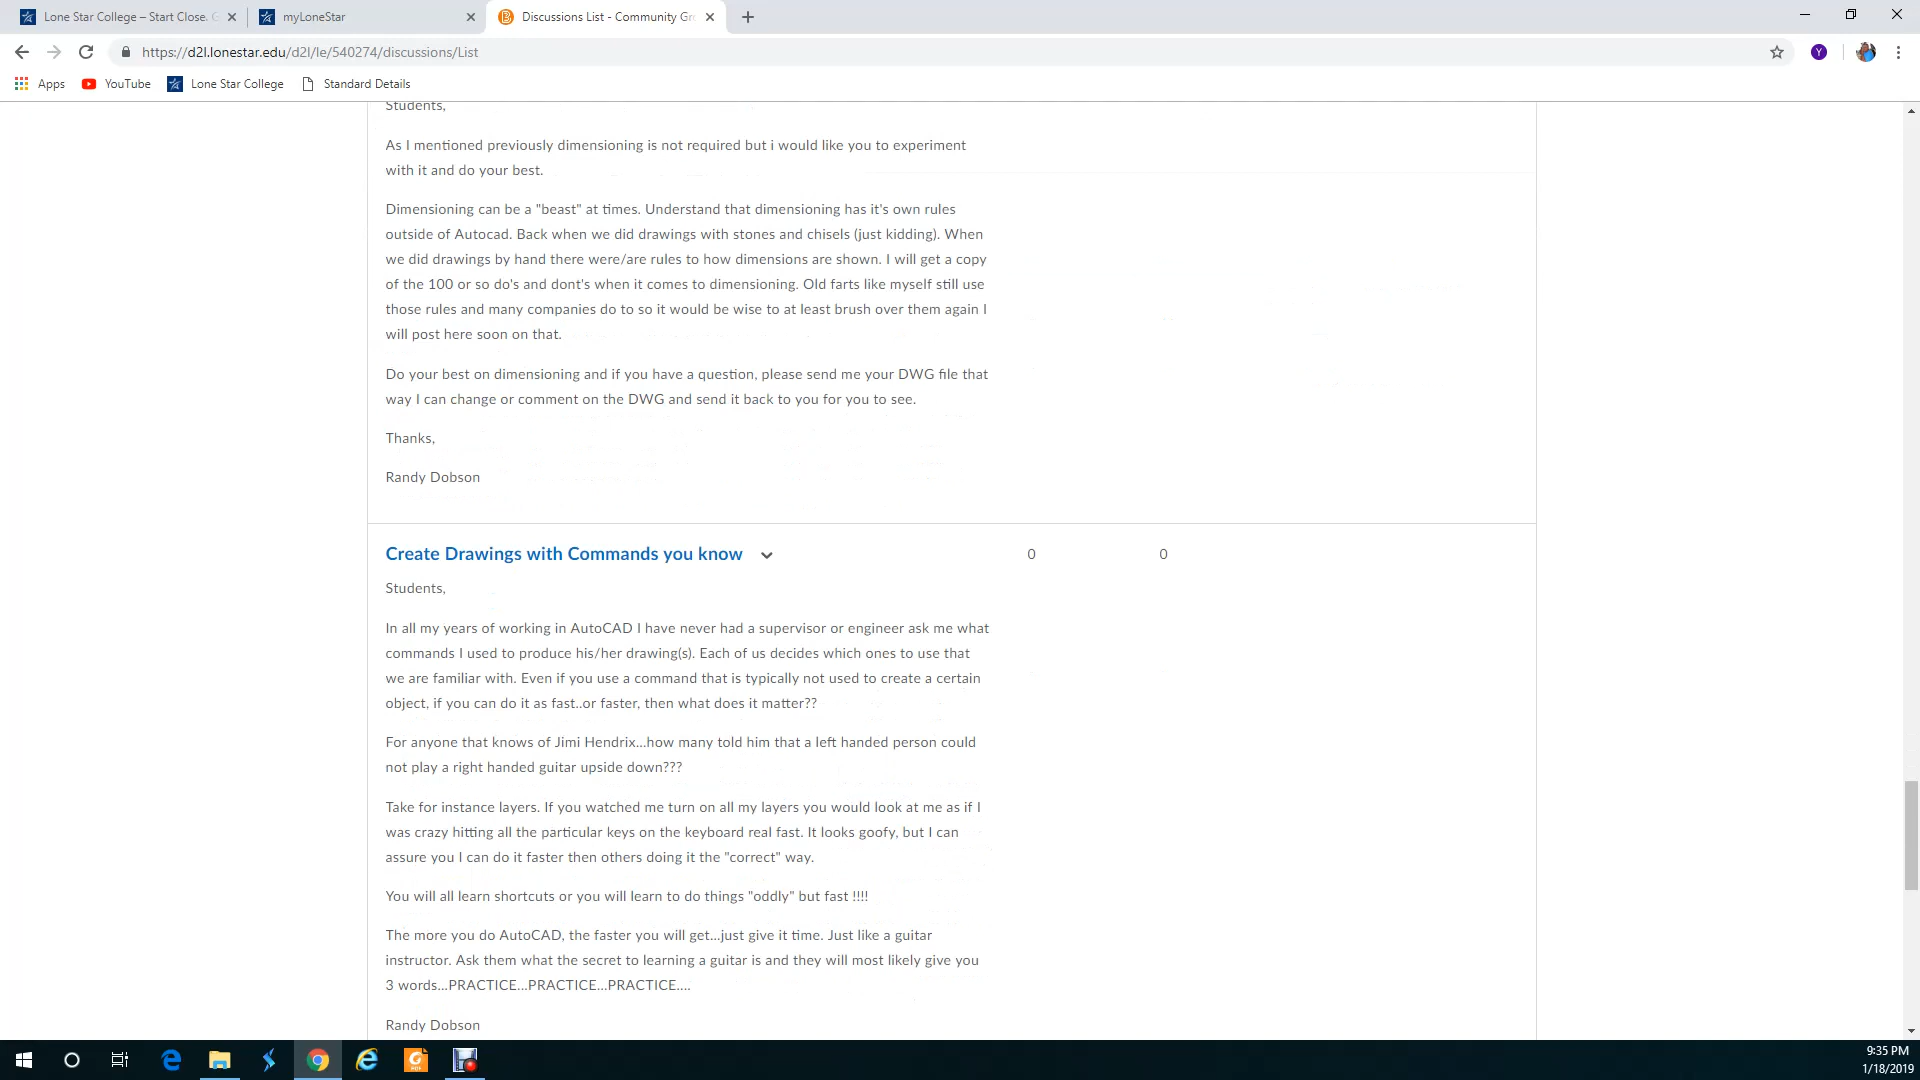 Lone Star College – Start Close. G
myLoneStar
Discussions List - Community Gr
https://d2l.lonestar.edu/d2l/le/540274/discussions/List
Y
Apps
YouTube
Lone Star College
Standard Details
Students,
As I mentioned previously dimensioning is not required but i would like you to experiment
with it and do your best.
Dimensioning can be a "beast" at times. Understand that dimensioning has it's own rules
outside of Autocad. Back when we did drawings with stones and chisels (just kidding). When
we did drawings by hand there were/are rules to how dimensions are shown. I will get a copy
of the 100 or so do's and dont's when it comes to dimensioning. Old farts like myself still use
those rules and many companies do to so it would be wise to at least brush over them again I
will post here soon on that.
Do your best on dimensioning and if you have a question, please send me your DWG file that
way I can change or comment on the DWG and send it back to you for you to see.
Thanks,
Randy Dobson
Create Drawings with Commands you know 0 0
Students,
In all my years of working in AutoCAD I have never had a supervisor or engineer ask me what
commands I used to produce his/her drawing(s). Each of us decides which ones to use that
we are familiar with. Even if you use a command that is typically not used to create a certain
object, if you can do it as fast..or faster, then what does it matter??
For anyone that knows of Jimi Hendrix...how many told him that a left handed person could
not play a right handed guitar upside down???
Take for instance layers. If you watched me turn on all my layers you would look at me as if I
was crazy hitting all the particular keys on the keyboard real fast. It looks goofy, but I can
assure you I can do it faster then others doing it the "correct" way.
You will all learn shortcuts or you will learn to do things "oddly" but fast !!!!
The more you do AutoCAD, the faster you will get...just give it time. Just like a guitar
instructor. Ask them what the secret to learning a guitar is and they will most likely give you
3 words...PRACTICE...PRACTICE...PRACTICE....
Randy Dobson
9:35 PM
1/18/2019